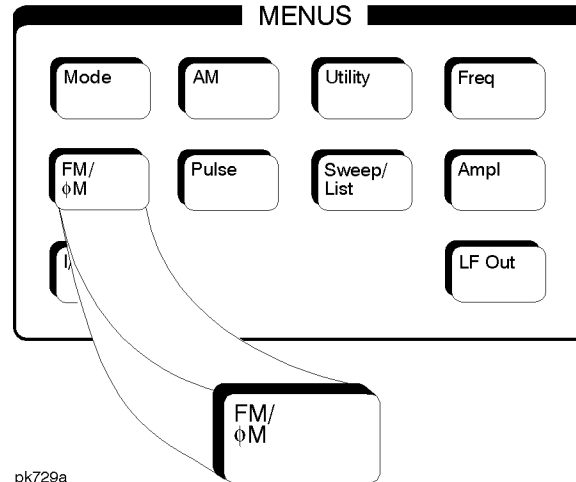 MENUS
Mode
AM
Utility
Freq
FM/
ϕM
Pulse
Sweep/
List
Ampl
LF Out
FM/
ϕM
pk729a